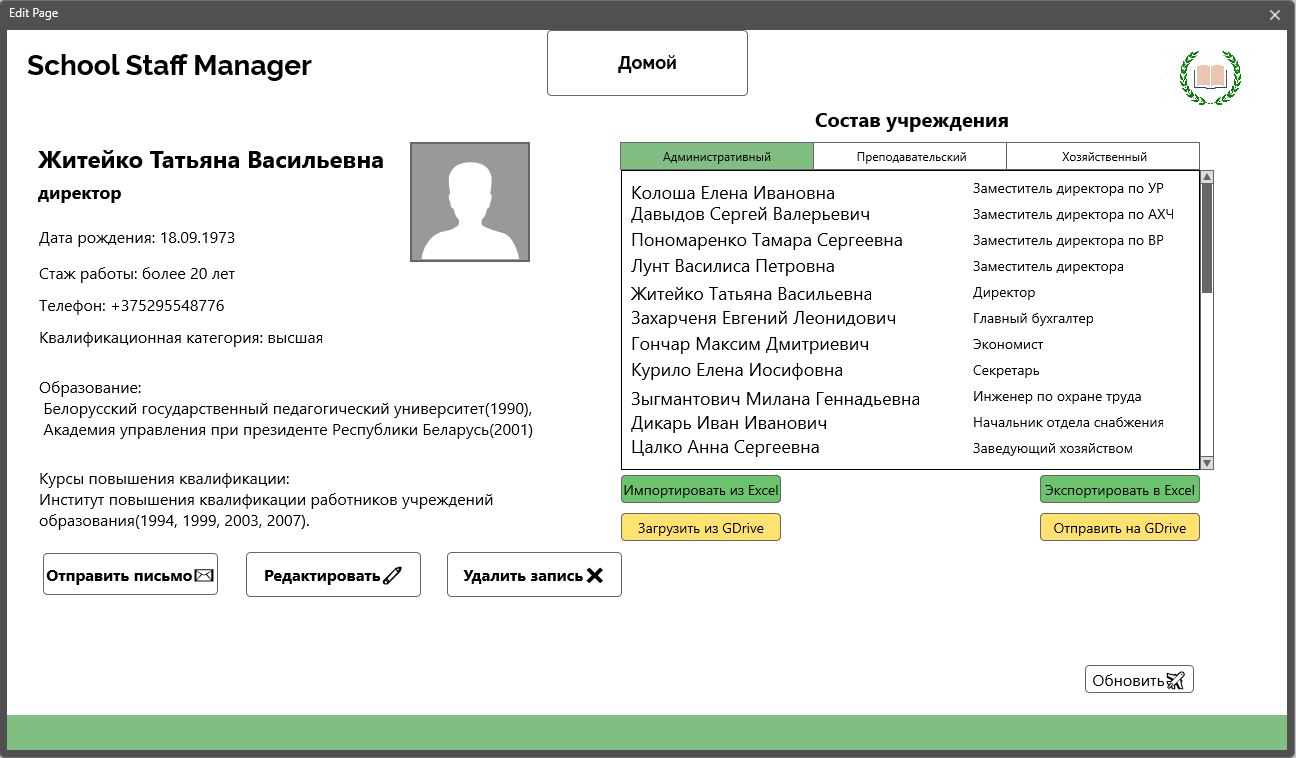 Edit Page
School Staff Manager
Домой
Житейко Татьяна Васильевна
директор
Дата рождения: 18.09.1973
Стаж работы: более 20 лет
Телефон: +375295548776
Квалификационная категория: высшая
Образование:
Белорусский государственный педагогический университет(1990),
Академия управления при президенте Республики Беларусь(2001)
Курсы повышения квалификации:
Институт повышения квалификации работников учреждений
образования(1994, 1999, 2003, 2007).
Отправить письмо
Редактировать
Удалить запись
Состав учреждения
Административный Преподавательский Хозяйственный
Колоша Елена Ивановна Заместитель директора по УР
Давыдов Сергей Валерьевич Заместитель директора по АХЧ
Пономаренко Тамара Сергеевна Заместитель директора по ВР
Лунт Василиса Петровна Заместитель директора
Житейко Татьяна Васильевна Директор
Захарченя Евгений Леонидович Главный бухгалтер
Гончар Максим Дмитриевич Экономист
Курило Елена Иосифовна Секретарь
Зыгмантович Милана Геннадьевна Инженер по охране труда
Дикарь Иван Иванович Начальник отдела снабжения
Цалко Анна Сергеевна Заведующий хозяйством
Импортировать из Excel Экспортировать в Excel
Загрузить из GDrive Отправить на GDrive
Обновить